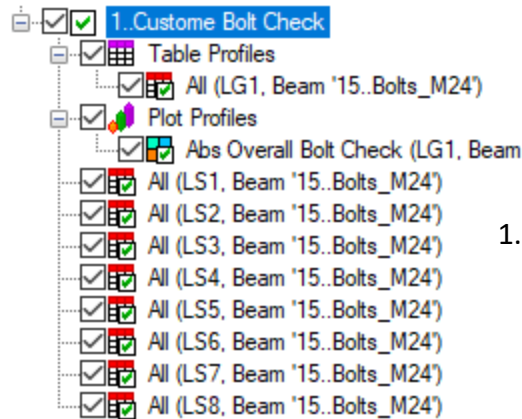 1..Custome Bolt Check
Table Profiles
All (LG1, Beam '15..Bolts_M24')
Plot Profiles
Abs Overall Bolt Check (LG1, Beam
All (LS1, Beam '15..Bolts_M24')
All (LS2, Beam '15..Bolts_M24')
1.
All (LS3, Beam '15..Bolts_M24')
All (LS4, Beam '15..Bolts_M24')
All (LS5, Beam '15..Bolts_M24')
All (LS6, Beam '15..Bolts_M24')
All (LS7, Beam '15..Bolts_M24')
All (LS8, Beam '15..Bolts_M24')